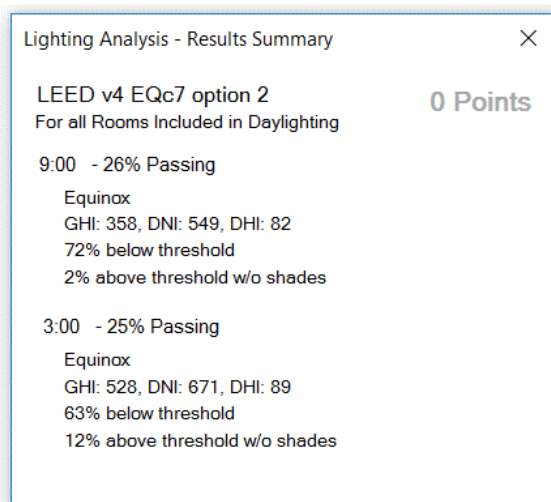 Lighting Analysis - Results Summary
LEED v4 EQc7 option 2
0 Points
For all Rooms Included in Daylighting
9:00 - 26% Passing
Equinox
GHI: 358, DNI: 549, DHI: 82
72% below threshold
2% above threshold w/o shades
3:00 - 25% Passing
Equinox
GHI: 528, DNI: 671, DHI: 89
63% below threshold
12% above threshold w/o shades